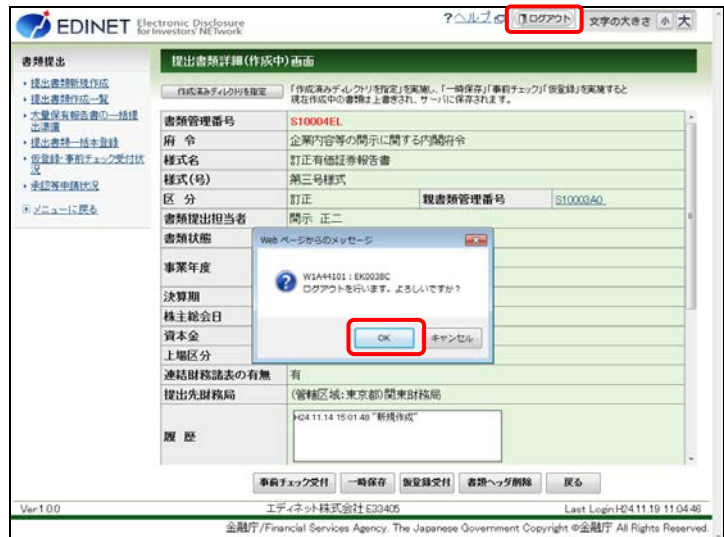 EDINET Electronic Disclosure for Investors' NETwork
?ヘルプ ログアウト 文字の大きさ 小 大
書類提出
・提出書類新規作成
・提出書類作成一覧
・大量保有報告書の一括提出準備
・提出書類一括本登録
・仮登録・事前チェック受付状況
・承認等申請状況
メニューに戻る
提出書類詳細(作成中)画面
作成済みディレクトリを指定
「作成済みディレクトリを指定」を実施し、「一時保存」「事前チェック」「仮登録」を実施すると
現在作成中の書類は上書きされ、サーバに保存されます。
書類管理番号 S10004EL
府 令 企業内容等の開示に関する内閣府令
様式名 訂正有価証券報告書
様式(号) 第三号様式
区 分 訂正 親書類管理番号 S10003A0
書類提出担当者 開示 正二
書類状態
事業年度
決算期
株主総会日
資本金
上場区分
Web ページからのメッセージ
W1A44101 : EK0038C
ログアウトを行います。よろしいですか?
OK キャンセル
連結財務諸表の有無 有
提出先財務局 (管轄区域:東京都)関東財務局
履 歴 H24.11.14 15:01:48 "新規作成"
事前チェック受付 一時保存 仮登録受付 書類ヘッダ削除 戻る
Ver1.0.0 エディネット株式会社 E33405 Last Login:H24.11.19 11:04:46
金融庁/Financial Services Agency. The Japanese Government Copyright ©金融庁 All Rights Reserved.